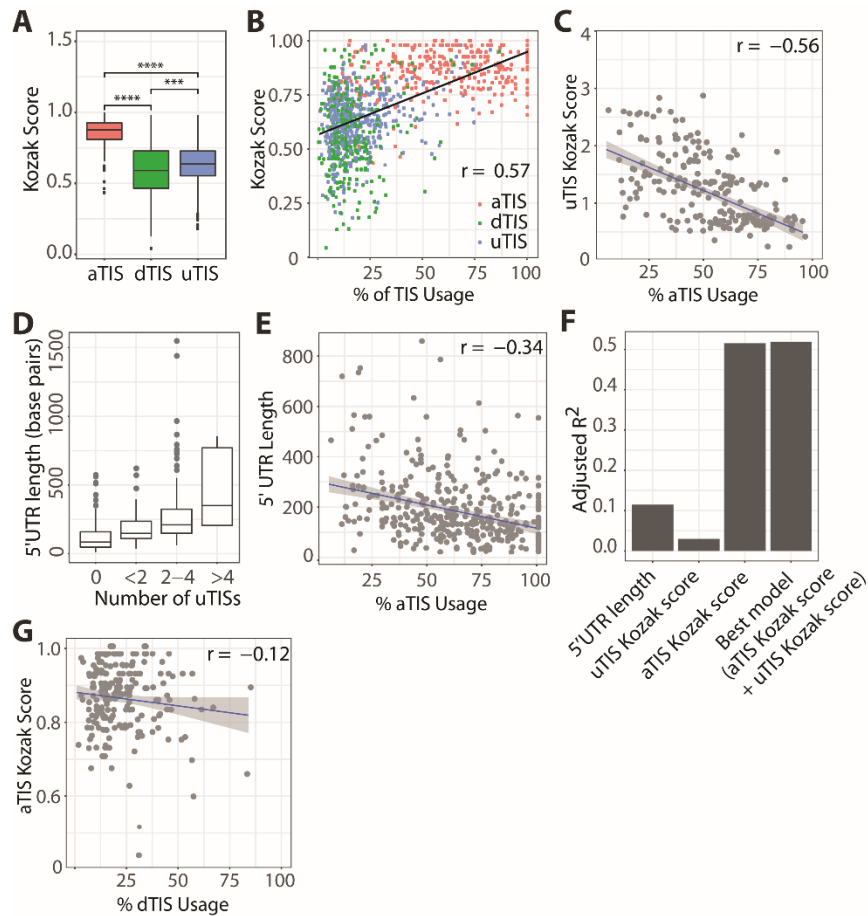 A
Kozak Score
1.5
1.0
0.5
0.0
****
****
***
aTIS dTIS uTIS
B
Kozak Score
1.00
0.75
0.50
0.25
0
r = 0.57
aTIS
dTIS
uTIS
0 25 50 75 100
% of TIS Usage
C
uTIS Kozak Score
4
3
2
1
0
r = −0.56
25 50 75 100
% aTIS Usage
D
5'UTR length (base pairs)
1500
1000
500
0
0 <2 2−4 >4
Number of uTISs
E
5' UTR Length
800
600
400
200
0
r = −0.34
0 25 50 75 100
% aTIS Usage
F
Adjusted R2
0.5
0.4
0.3
0.2
0.1
0.0
5'UTR length
uTIS Kozak score
aTIS Kozak score
Best model
(aTIS Kozak score
+ uTIS Kozak score)
G
aTIS Kozak Score
1.0
0.8
0.6
0
r = −0.12
25 50 75 100
% dTIS Usage